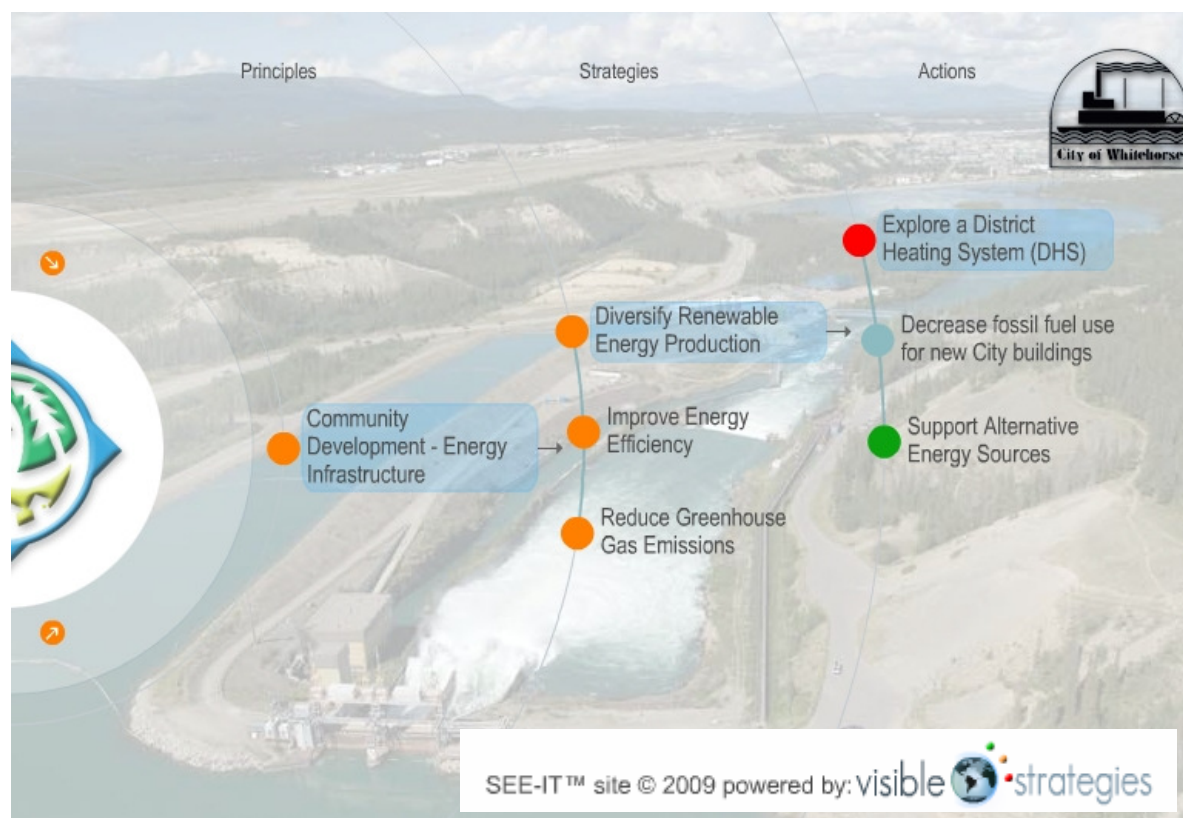 Principles
Strategies
Actions
City of Whitehorse
Explore a District
Heating System (DHS)
Diversify Renewable
Energy Production
Decrease fossil fuel use
for new City buildings
Community
Development - Energy
Infrastructure
Improve Energy
Efficiency
Support Alternative
Energy Sources
Reduce Greenhouse
Gas Emissions
SEE-IT™ site © 2009 powered by: visible strategies